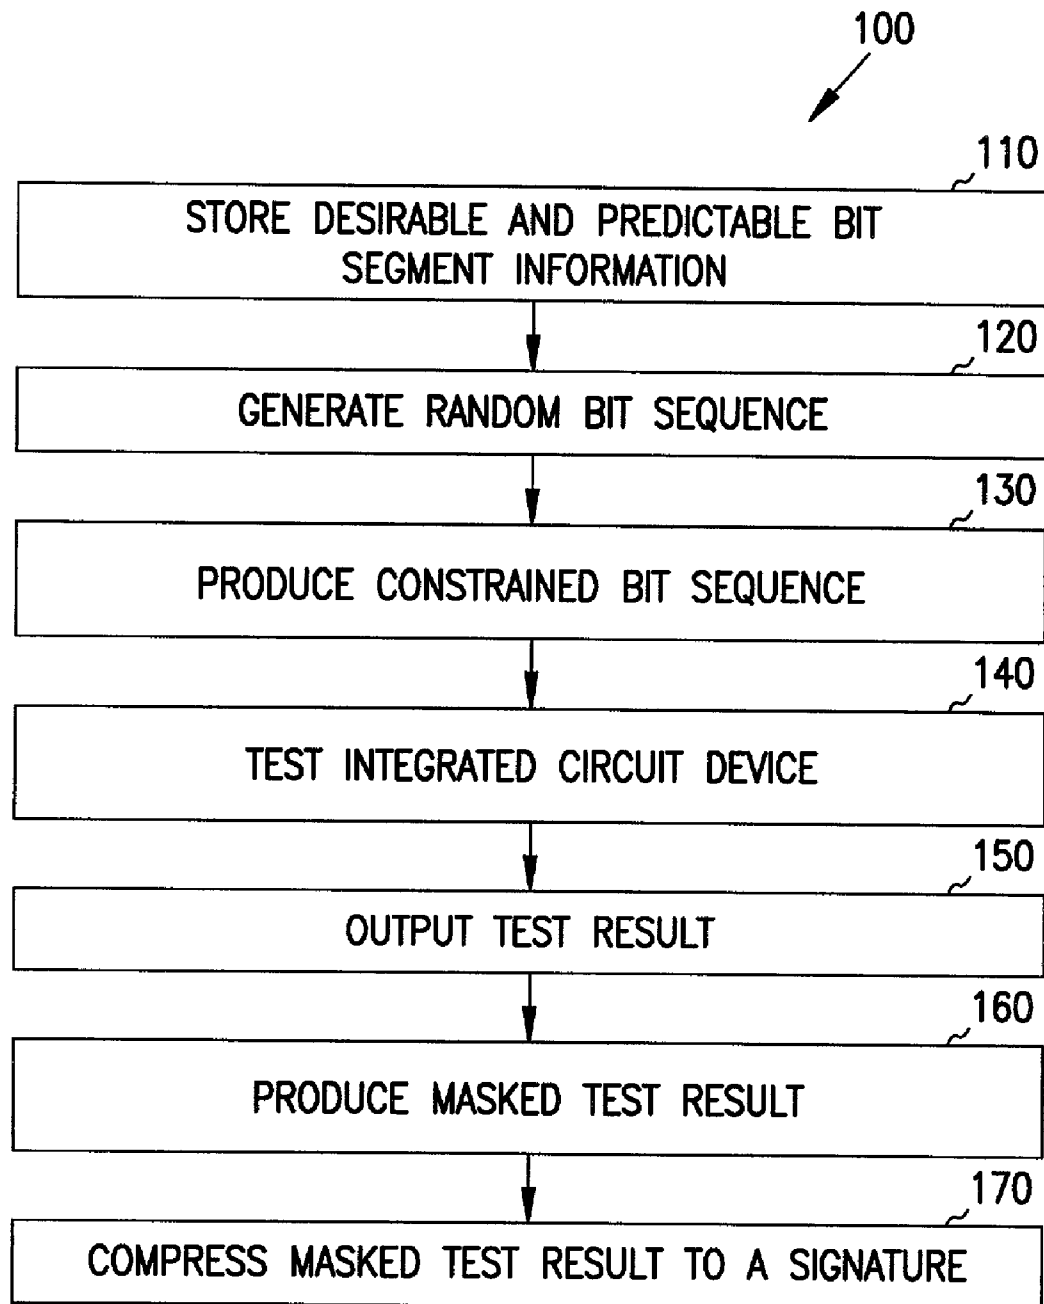 100
110
STORE DESIRABLE AND PREDICTABLE BIT
SEGMENT INFORMATION
120
GENERATE RANDOM BIT SEQUENCE
130
PRODUCE CONSTRAINED BIT SEQUENCE
140
TEST INTEGRATED CIRCUIT DEVICE
150
OUTPUT TEST RESULT
160
PRODUCE MASKED TEST RESULT
170
COMPRESS MASKED TEST RESULT TO A SIGNATURE